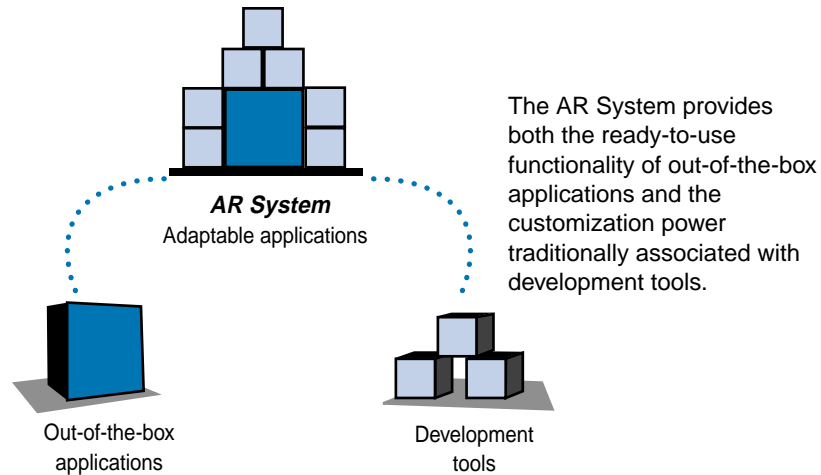 The AR System provides
both the ready-to-use
functionality of out-of-the-box
applications and the
customization power
traditionally associated with
development tools.
AR System
Adaptable applications
Out-of-the-box
applications
Development
tools